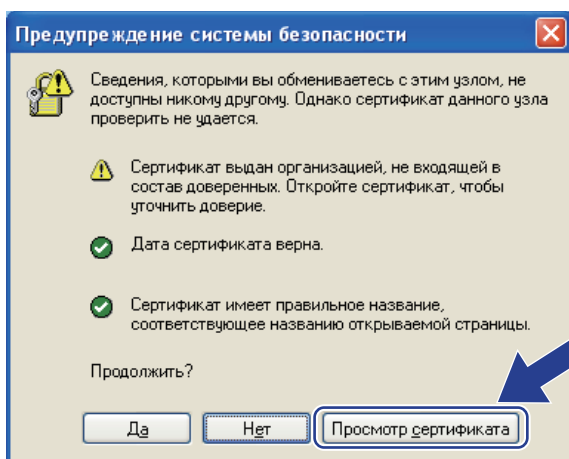 Предупреждение системы безопасности
Сведения, которыми вы обмениваетесь с этим узлом, не
доступны никому другому. Однако сертификат данного узла
проверить не удается.
Сертификат выдан организацией, не входящей в
состав доверенных. Откройте сертификат, чтобы
уточнить доверие.
Дата сертификата верна.
Сертификат имеет правильное название,
соответствующее названию открываемой страницы.
Продолжить?
Да
Нет
Просмотр сертификата